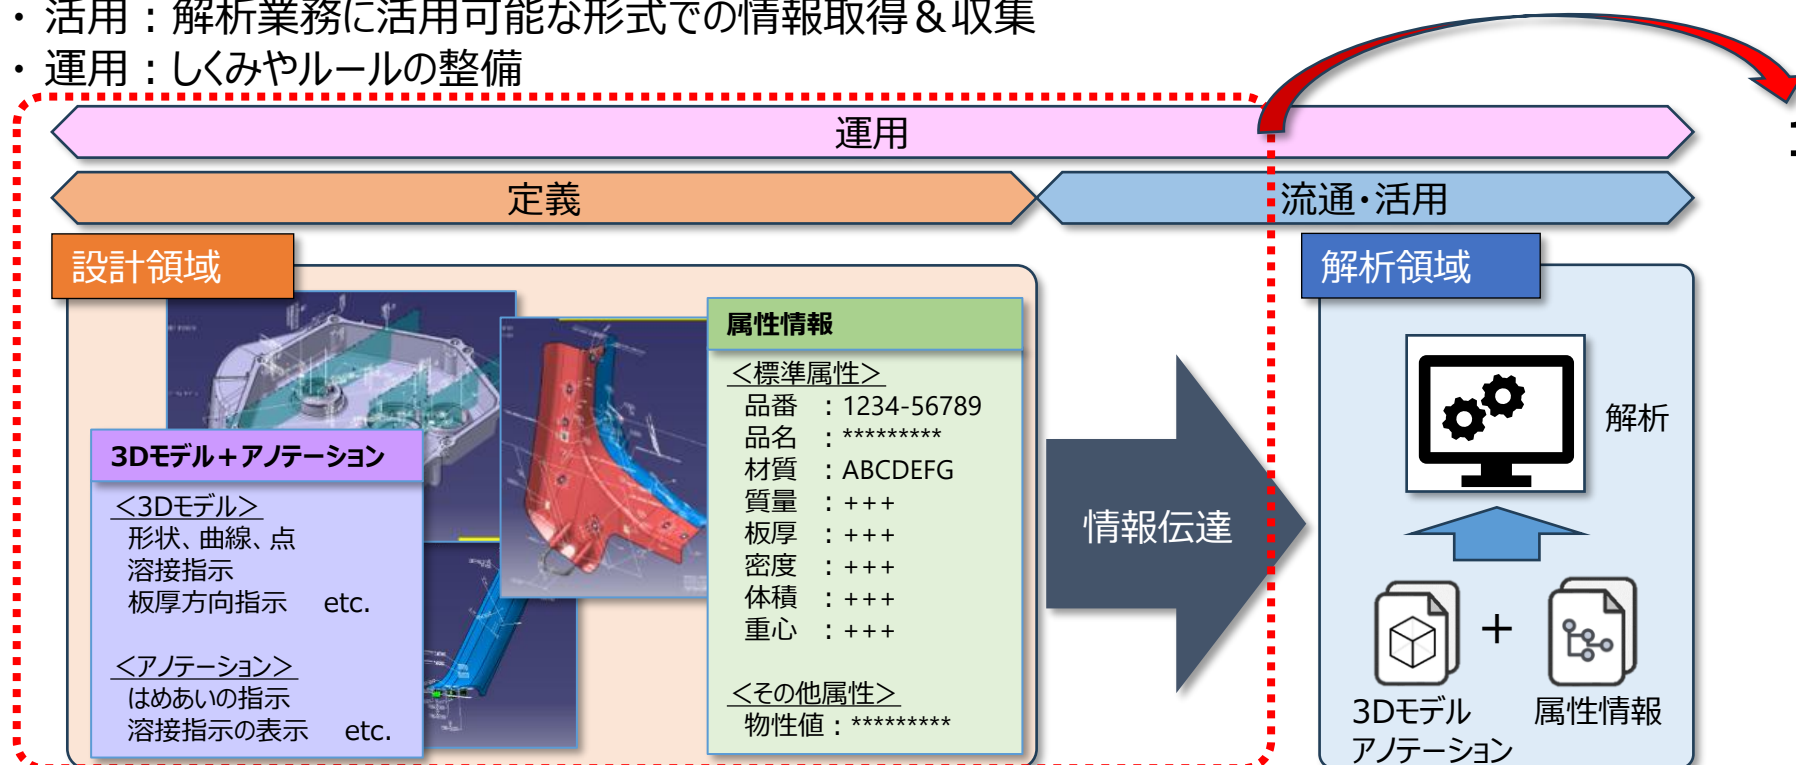 ・活用：解析業務に活用可能な形式での情報取得＆収集
・運用：しくみやルールの整備
運用
定義
流通・活用
設計領域
3Dモデル＋アノテーション
＜3Dモデル＞
形状、曲線、点
溶接指示
板厚方向指示 etc.
＜アノテーション＞
はめあいの指示
溶接指示の表示 etc.
属性情報
＜標準属性＞
品番 ：1234-56789
品名 ：*********
材質 ：ABCDEFG
質量 ：+++
板厚 ：+++
密度 ：+++
体積 ：+++
重心 ：+++
＜その他属性＞
物性値：*********
情報伝達
解析領域
解析
＋
3Dモデル
アノテーション
属性情報